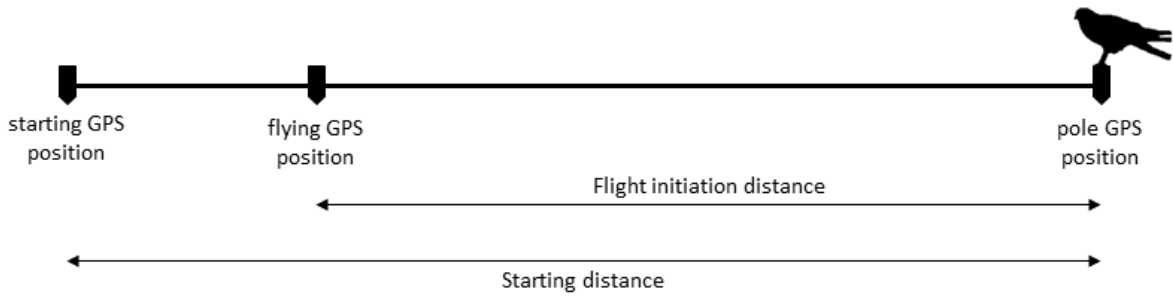 starting GPS
position
flying GPS
position
pole GPS
position
Flight initiation distance
Starting distance